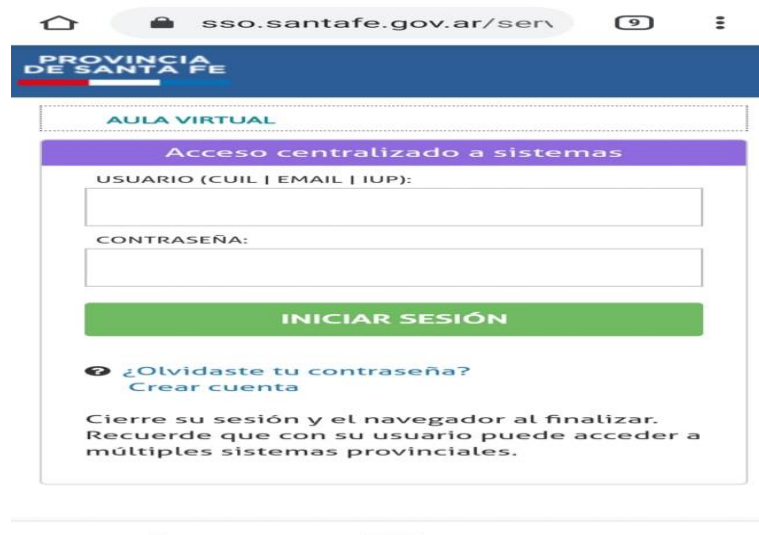 sso.santafe.gov.ar/serv
9
PROVINCIA
DE SANTA FE
AULA VIRTUAL
Acceso centralizado a sistemas
USUARIO (CUIL | EMAIL | IUP):
CONTRASEÑA:
INICIAR SESIÓN
¿Olvidaste tu contraseña?
Crear cuenta
Cierre su sesión y el navegador al finalizar.
Recuerde que con su usuario puede acceder a
múltiples sistemas provinciales.